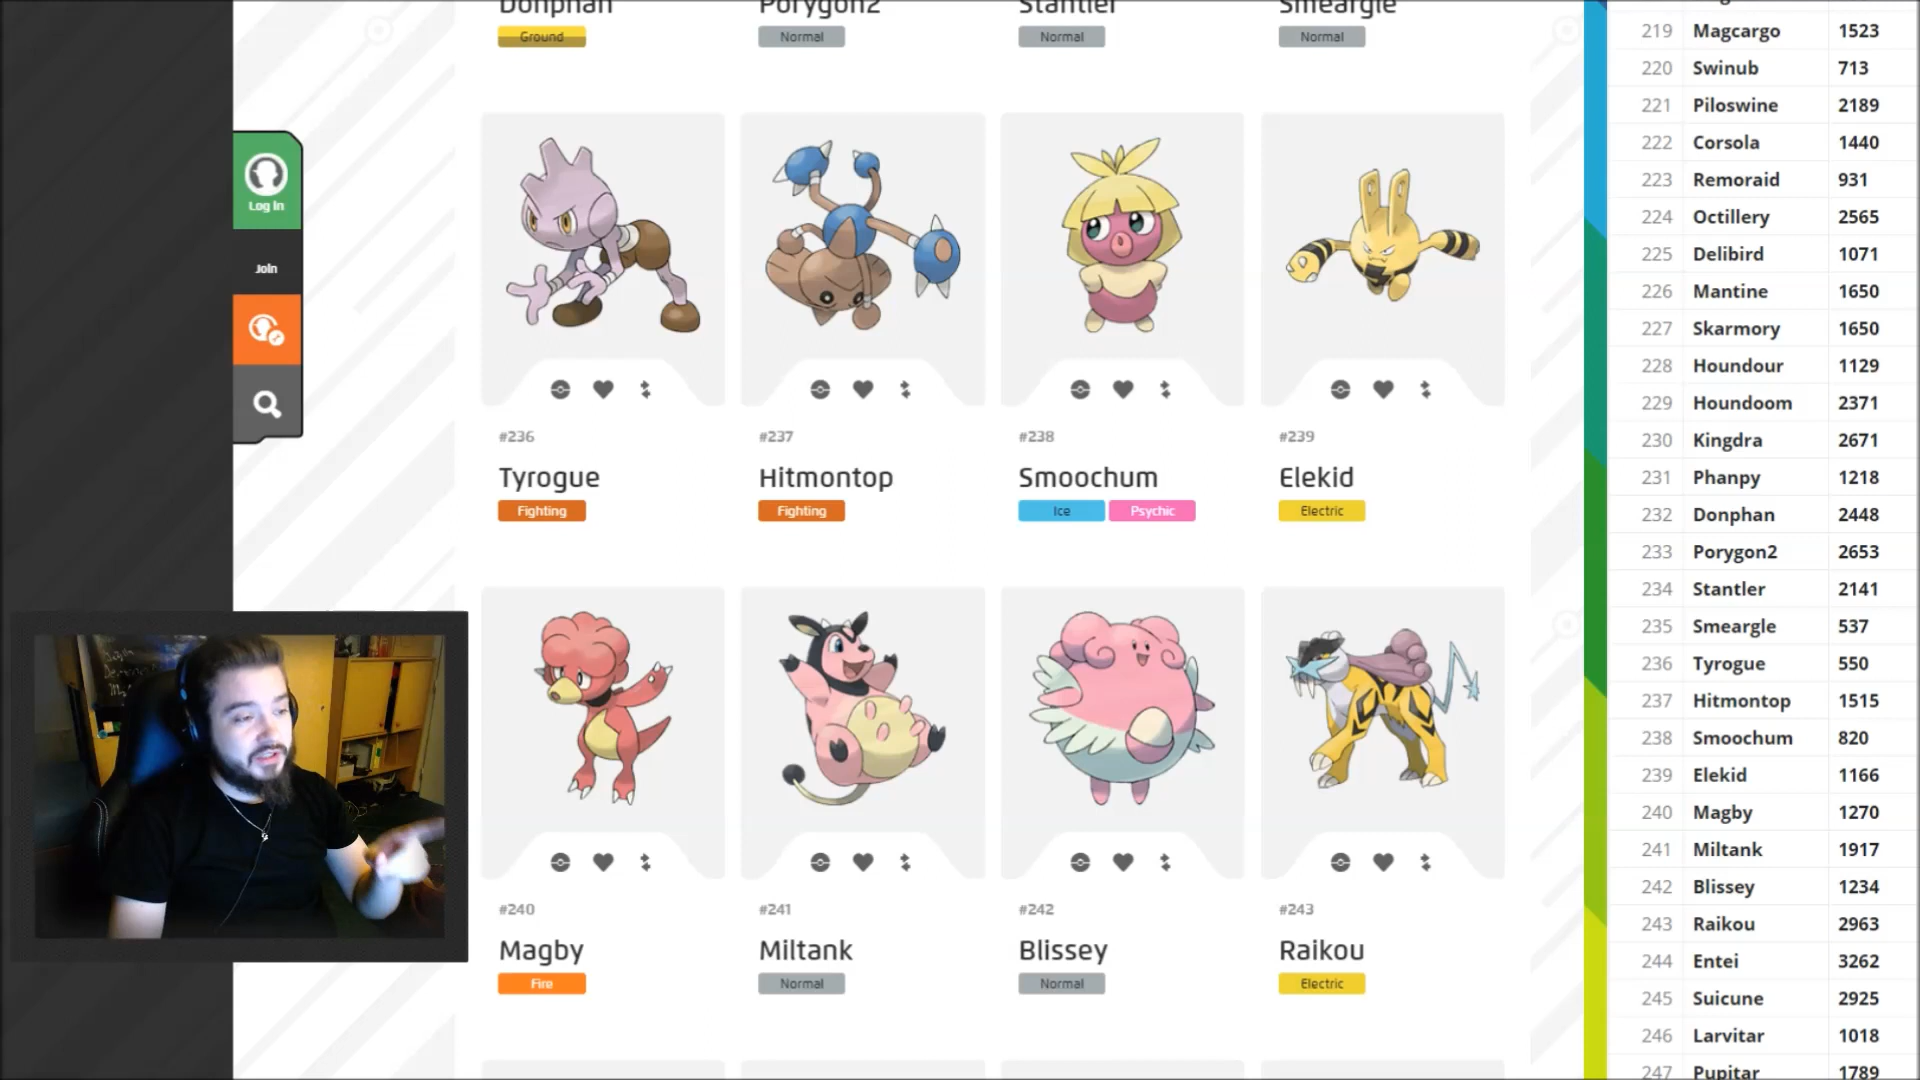 Donphan Porygon2 Stantler Smeargle
Ground Normal Normal Normal
Log In
Join
#236 #237 #238 #239
Tyrogue Hitmontop Smoochum Elekid
Fighting Fighting Ice Psychic Electric
#240 #241 #242 #243
Magby Miltank Blissey Raikou
Fire Normal Normal Electric
219 Magcargo 1523
220 Swinub 713
221 Piloswine 2189
222 Corsola 1440
223 Remoraid 931
224 Octillery 2565
225 Delibird 1071
226 Mantine 1650
227 Skarmory 1650
228 Houndour 1129
229 Houndoom 2371
230 Kingdra 2671
231 Phanpy 1218
232 Donphan 2448
233 Porygon2 2653
234 Stantler 2141
235 Smeargle 537
236 Tyrogue 550
237 Hitmontop 1515
238 Smoochum 820
239 Elekid 1166
240 Magby 1270
241 Miltank 1917
242 Blissey 1234
243 Raikou 2963
244 Entei 3262
245 Suicune 2925
246 Larvitar 1018
247 Pupitar 1789